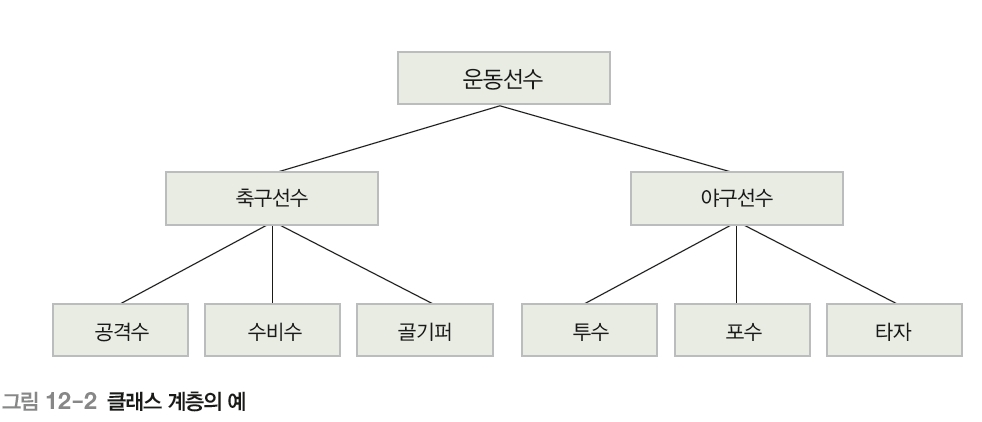 운동선수
축구선수
야구선수
공격수
수비수
골기퍼
투수
포수
타자
그림 12-2 클래스 계층의 예